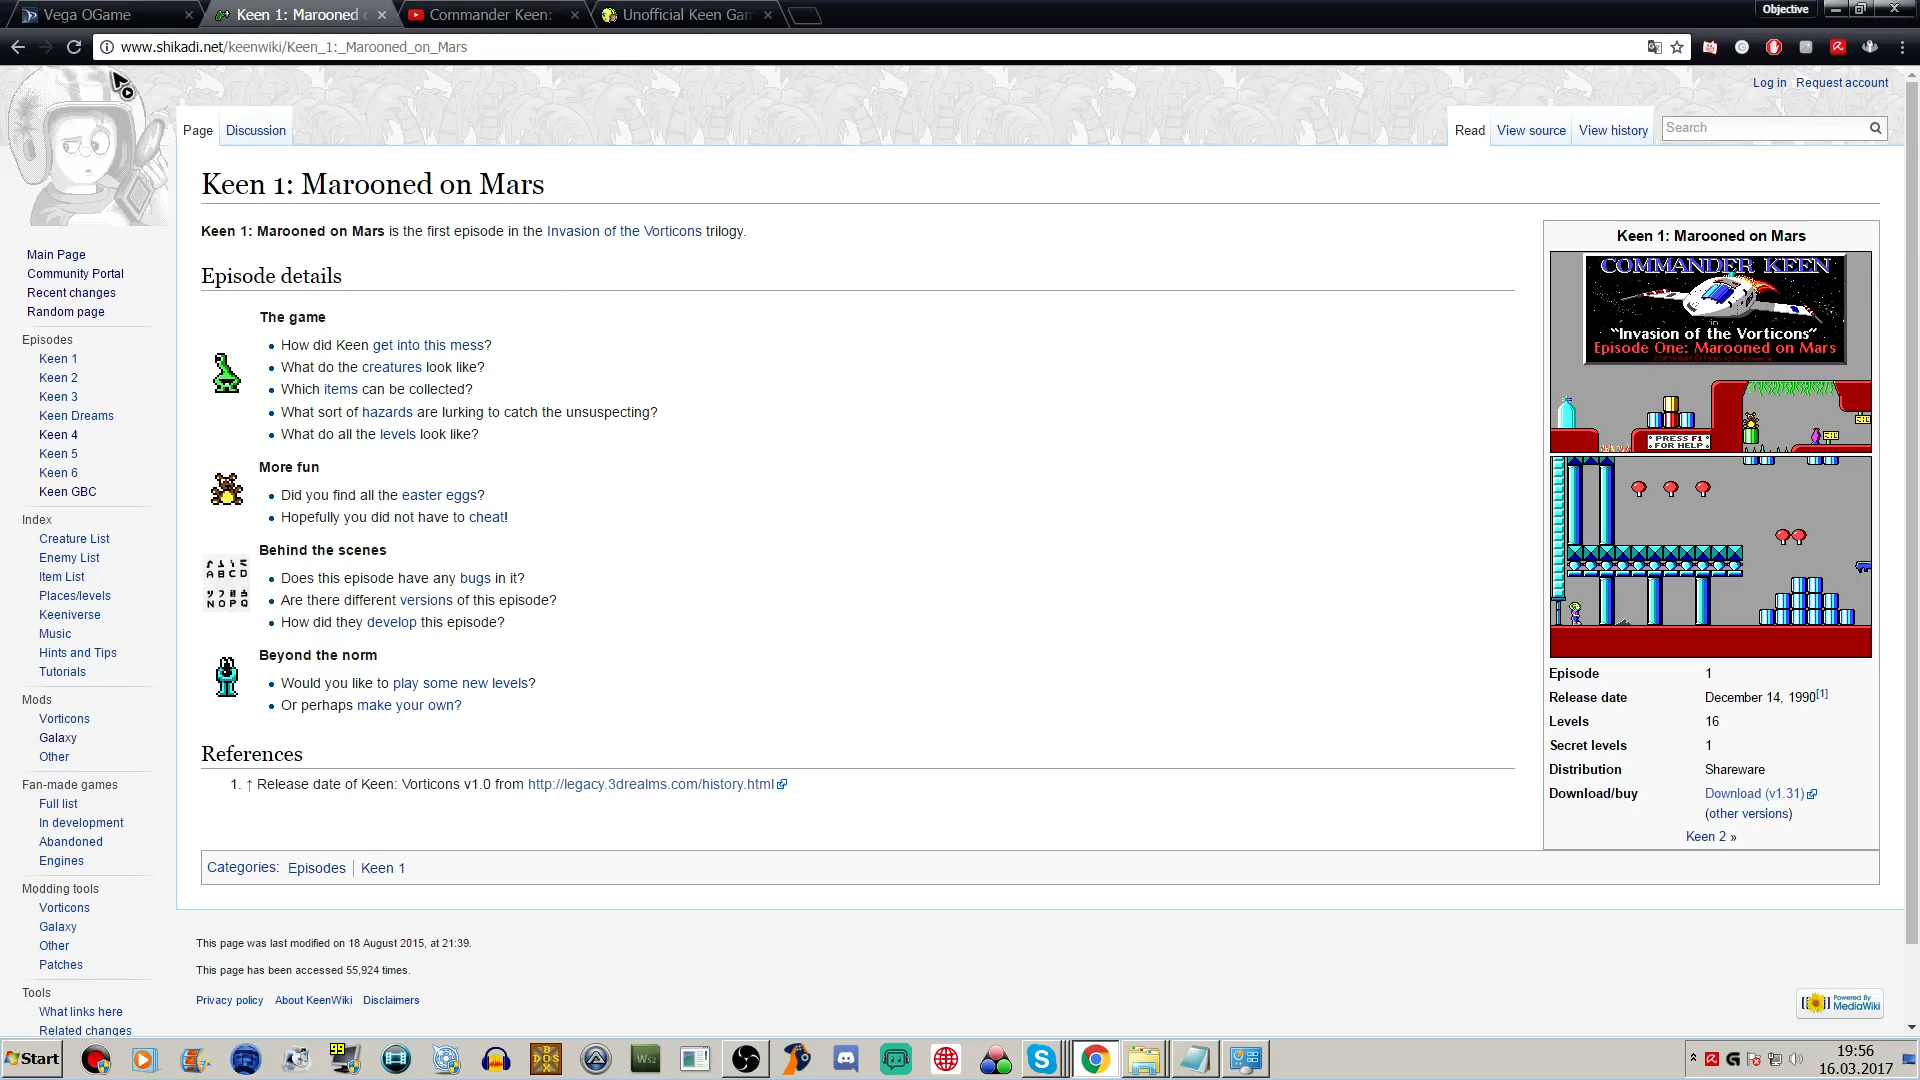 Vega OGame
Keen 1: Marooned o
Commander Keen:
Unofficial Keen Gam
Objective
www.shikadi.net/keenwiki/Keen_1:_Marooned_on_Mars
Log in Request account
Page Discussion
Read View source View history Search
Keen 1: Marooned on Mars
Keen 1: Marooned on Mars is the first episode in the Invasion of the Vorticons trilogy.
Episode details
The game
• How did Keen get into this mess?
• What do the creatures look like?
• Which items can be collected?
• What sort of hazards are lurking to catch the unsuspecting?
• What do all the levels look like?
More fun
• Did you find all the easter eggs?
• Hopefully you did not have to cheat!
Behind the scenes
A B C D
N O P Q
• Does this episode have any bugs in it?
• Are there different versions of this episode?
• How did they develop this episode?
Beyond the norm
• Would you like to play some new levels?
• Or perhaps make your own?
References
1. ↑ Release date of Keen: Vorticons v1.0 from http://legacy.3drealms.com/history.html
Categories: Episodes | Keen 1
This page was last modified on 18 August 2015, at 21:39.
This page has been accessed 55,924 times.
Privacy policy About KeenWiki Disclaimers
Keen 1: Marooned on Mars
COMMANDER KEEN
in
"Invasion of the Vorticons"
Episode One: Marooned on Mars
PRESS F1
FOR HELP
Episode 1
Release date December 14, 1990[1]
Levels 16
Secret levels 1
Distribution Shareware
Download/buy Download (v1.31)
(other versions)
Keen 2 »
Main Page
Community Portal
Recent changes
Random page
Episodes
Keen 1
Keen 2
Keen 3
Keen Dreams
Keen 4
Keen 5
Keen 6
Keen GBC
Index
Creature List
Enemy List
Item List
Places/levels
Keeniverse
Music
Hints and Tips
Tutorials
Mods
Vorticons
Galaxy
Other
Fan-made games
Full list
In development
Abandoned
Engines
Modding tools
Vorticons
Galaxy
Other
Patches
Tools
What links here
Related changes
Powered By
MediaWiki
Start
99
DOS
BOX
Ws2
19:56
16.03.2017